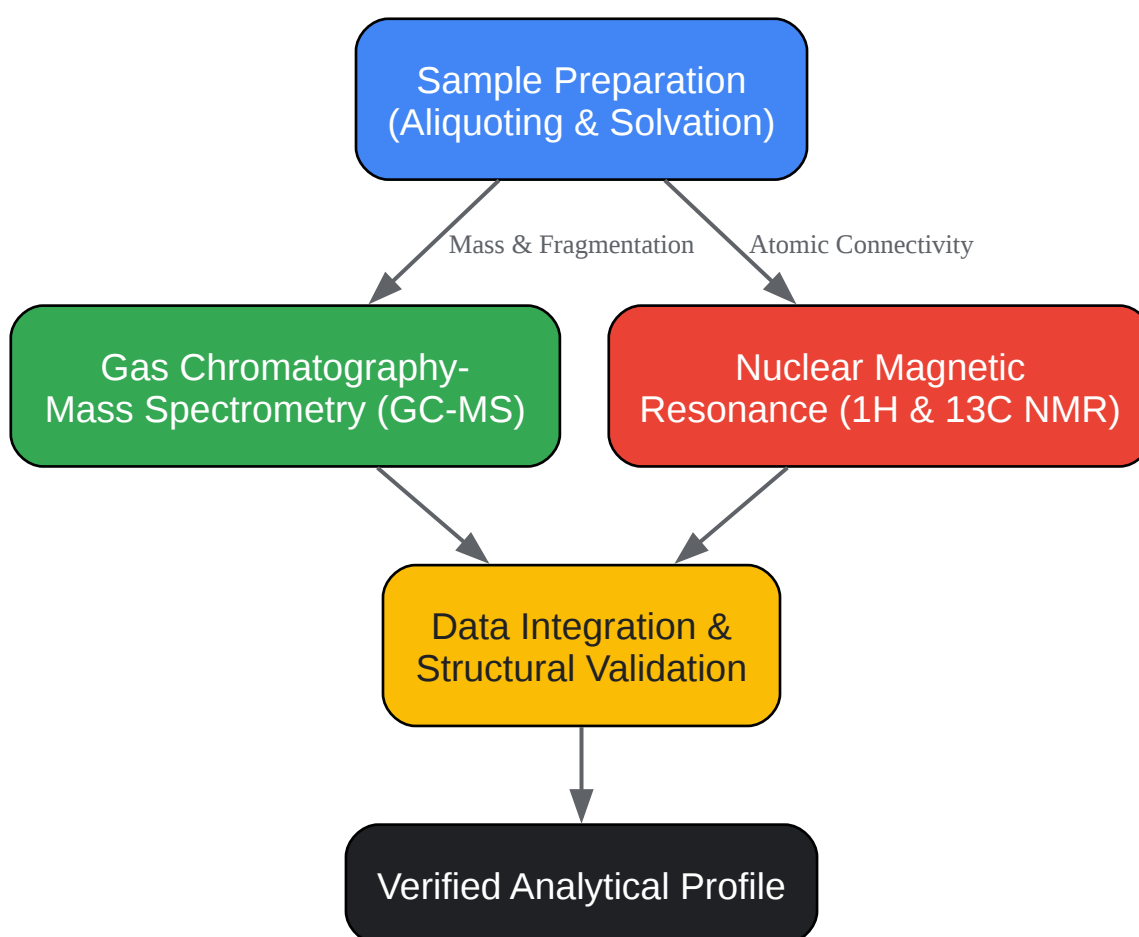 Sample Preparation
(Aliquoting & Solvation)
Mass & Fragmentation
Atomic Connectivity
Gas Chromatography-
Mass Spectrometry (GC-MS)
Nuclear Magnetic
Resonance (1H & 13C NMR)
Data Integration &
Structural Validation
Verified Analytical Profile